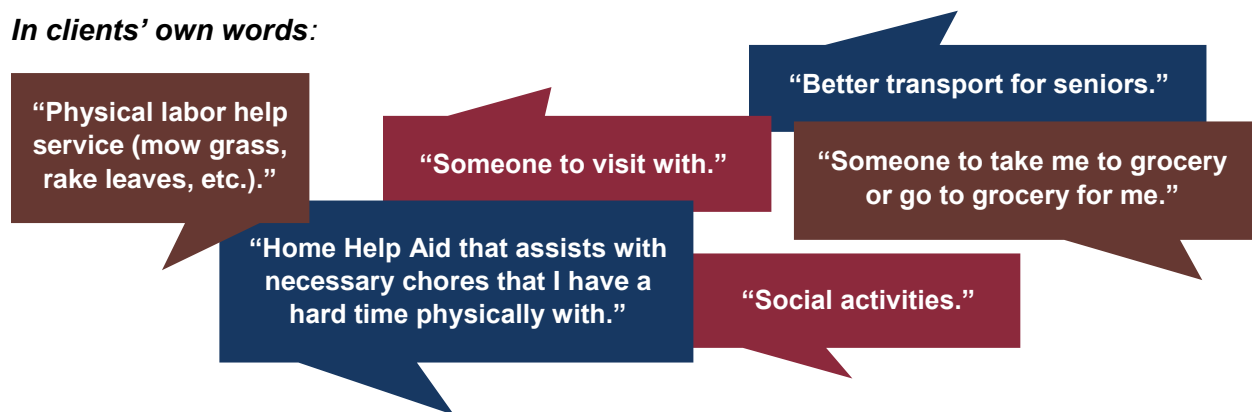 In clients’ own words:
“Physical labor help
service (mow grass,
rake leaves, etc.).”
“Someone to visit with.”
“Better transport for seniors.”
“Someone to take me to grocery
or go to grocery for me.”
“Home Help Aid that assists with
necessary chores that I have a
hard time physically with.”
“Social activities.”